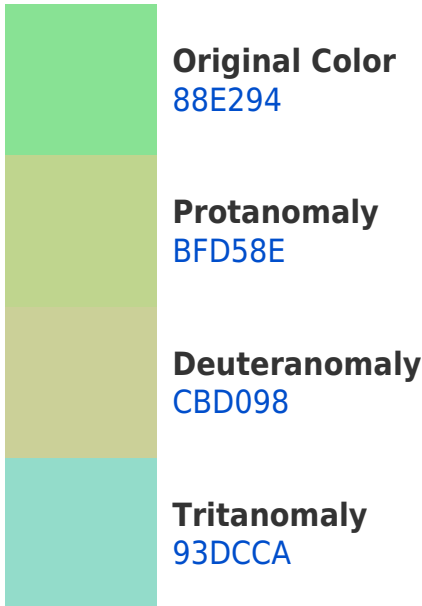 Original Color
88E294
Protanomaly
BFD58E
Deuteranomaly
CBD098
Tritanomaly
93DCCA